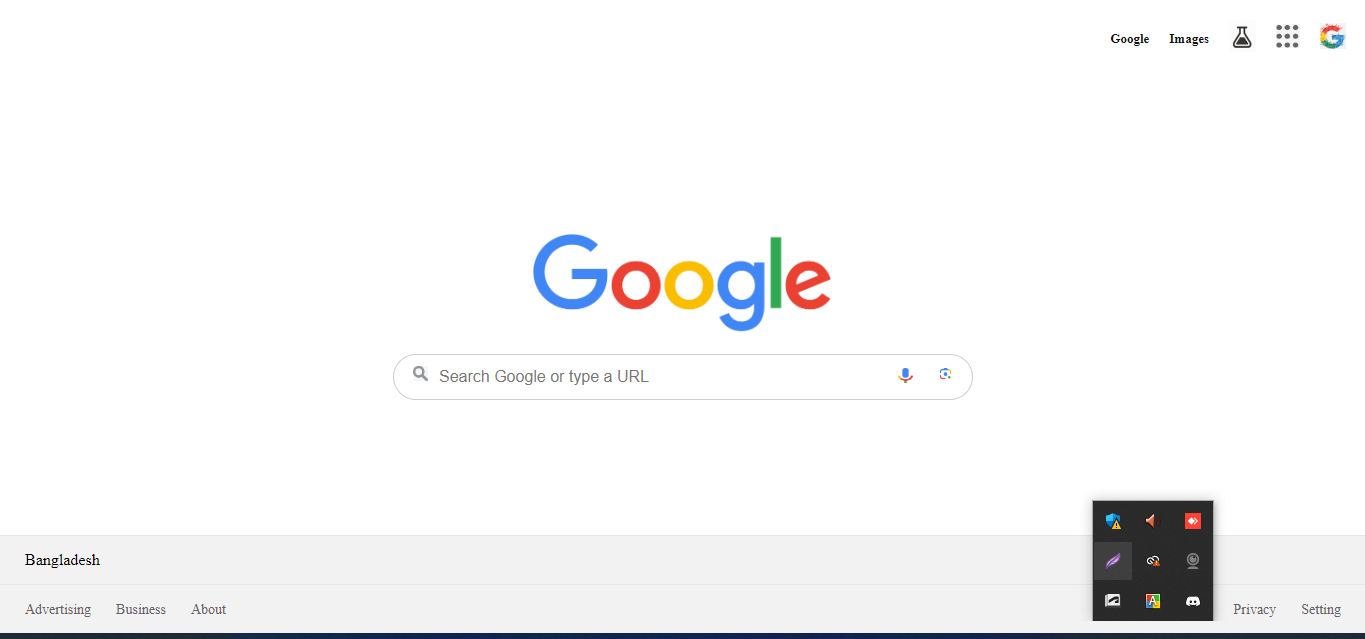 Google Images
Google
Search Google or type a URL
Bangladesh
Advertising Business About Privacy Setting
A